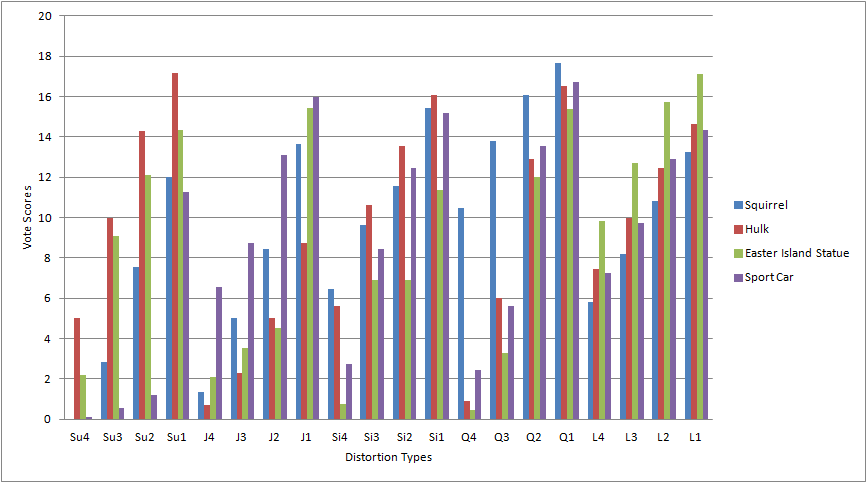 20
18
16
14
12
10
8
6
4
2
0
Vote Scores
Su4 Su3 Su2 Su1 J4 J3 J2 J1 Si4 Si3 Si2 Si1 Q4 Q3 Q2 Q1 L4 L3 L2 L1
Distortion Types
Squirrel
Hulk
Easter Island Statue
Sport Car